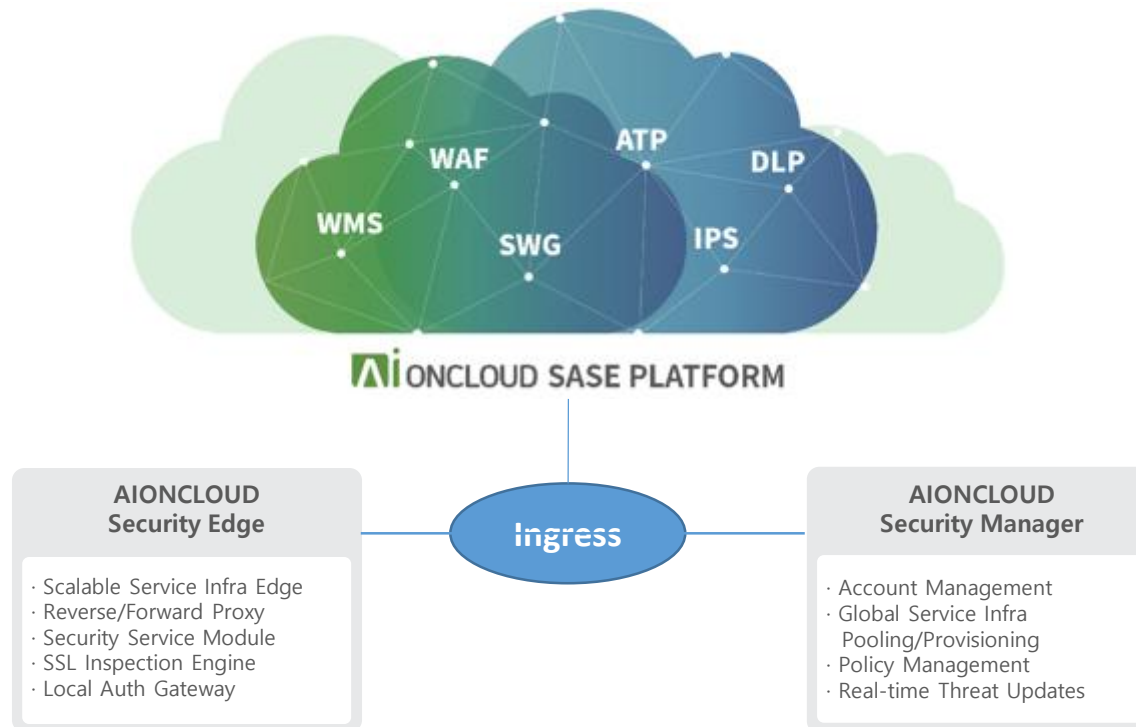 ATP
WAF
DLP
WMS
SWG
IPS
AiONCLOUD SASE PLATFORM
AIONCLOUD
Security Edge
· Scalable Service Infra Edge
· Reverse/Forward Proxy
· Security Service Module
· SSL Inspection Engine
· Local Auth Gateway
Ingress
AIONCLOUD
Security Manager
· Account Management
· Global Service Infra
Pooling/Provisioning
· Policy Management
· Real-time Threat Updates